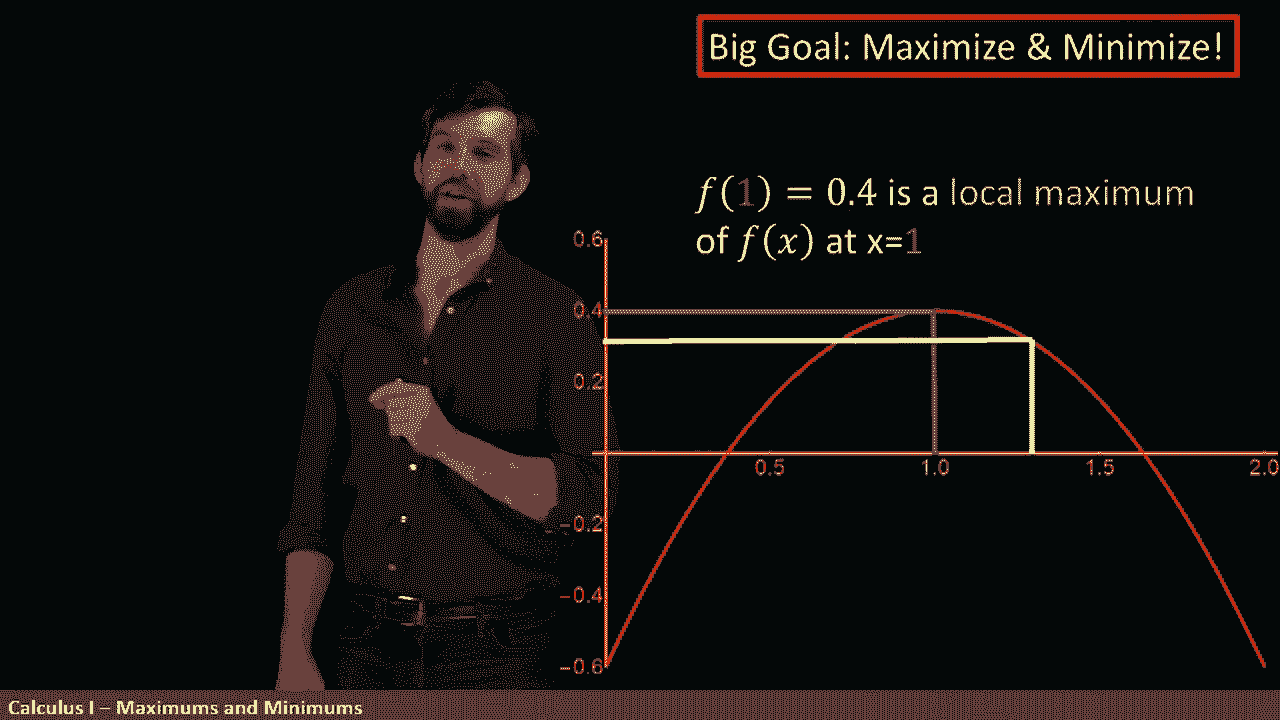 Big Goal: Maximize & Minimize!
f(1) = 0.4 is a local maximum
of f(x) at x=1
0.6
0.4
0.2
0.5 1.0 1.5 2.0
−0.2
−0.4
−0.6
Calculus I – Maximums and Minimums